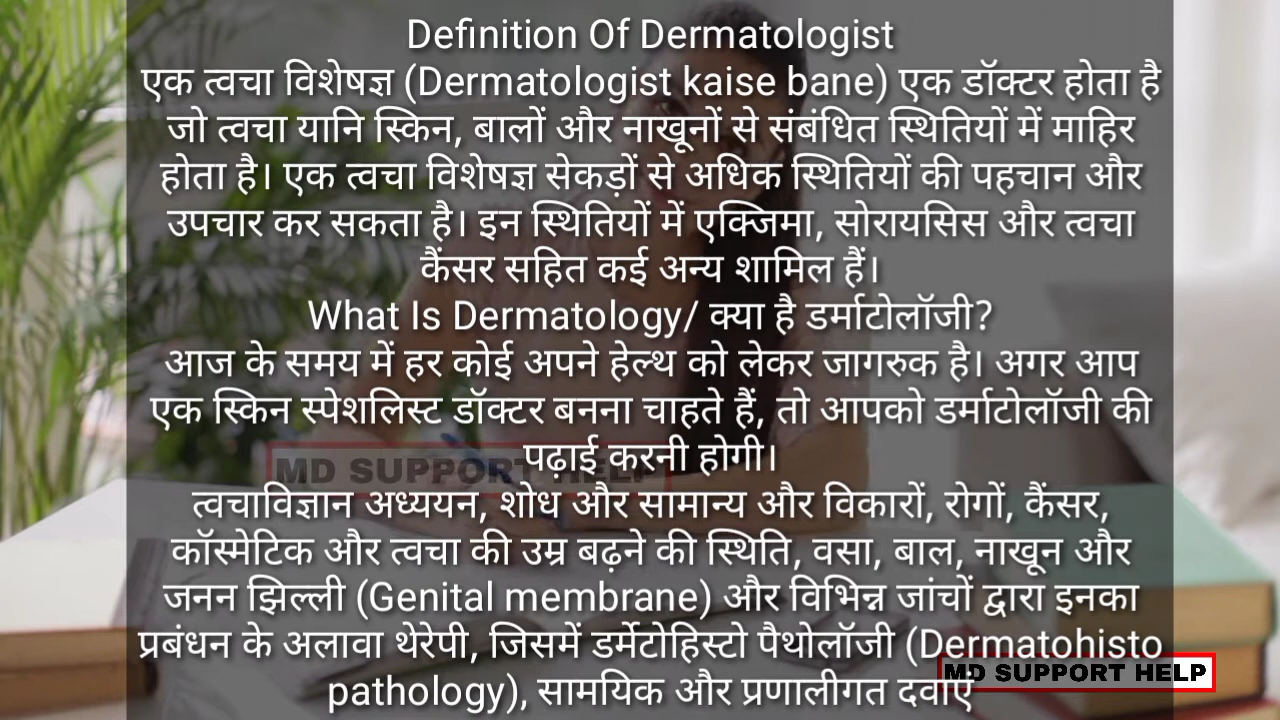 Definition Of Dermatologist
एक त्वचा विशेषज्ञ (Dermatologist kaise bane) एक डॉक्टर होता है
जो त्वचा यानि स्किन, बालों और नाखूनों से संबंधित स्थितियों में माहिर
होता है। एक त्वचा विशेषज्ञ सेकड़ों से अधिक स्थितियों की पहचान और
उपचार कर सकता है। इन स्थितियों में एक्जिमा, सोरायसिस और त्वचा
कैंसर सहित कई अन्य शामिल हैं।
What Is Dermatology/ क्या है डर्माटोलॉजी?
आज के समय में हर कोई अपने हेल्थ को लेकर जागरुक है। अगर आप
एक स्किन स्पेशलिस्ट डॉक्टर बनना चाहते हैं, तो आपको डर्माटोलॉजी की
पढ़ाई करनी होगी।
MD SUPPORT HELP
त्वचाविज्ञान अध्ययन, शोध और सामान्य और विकारों, रोगों, कैंसर,
कॉस्मेटिक और त्वचा की उम्र बढ़ने की स्थिति, वसा, बाल, नाखून और
जनन झिल्ली (Genital membrane) और विभिन्न जांचों द्वारा इनका
प्रबंधन के अलावा थेरेपी, जिसमें डर्मेटोहिस्टो पैथोलॉजी (Dermatohisto
pathology), सामयिक और प्रणालीगत दवाएं
MD SUPPORT HELP